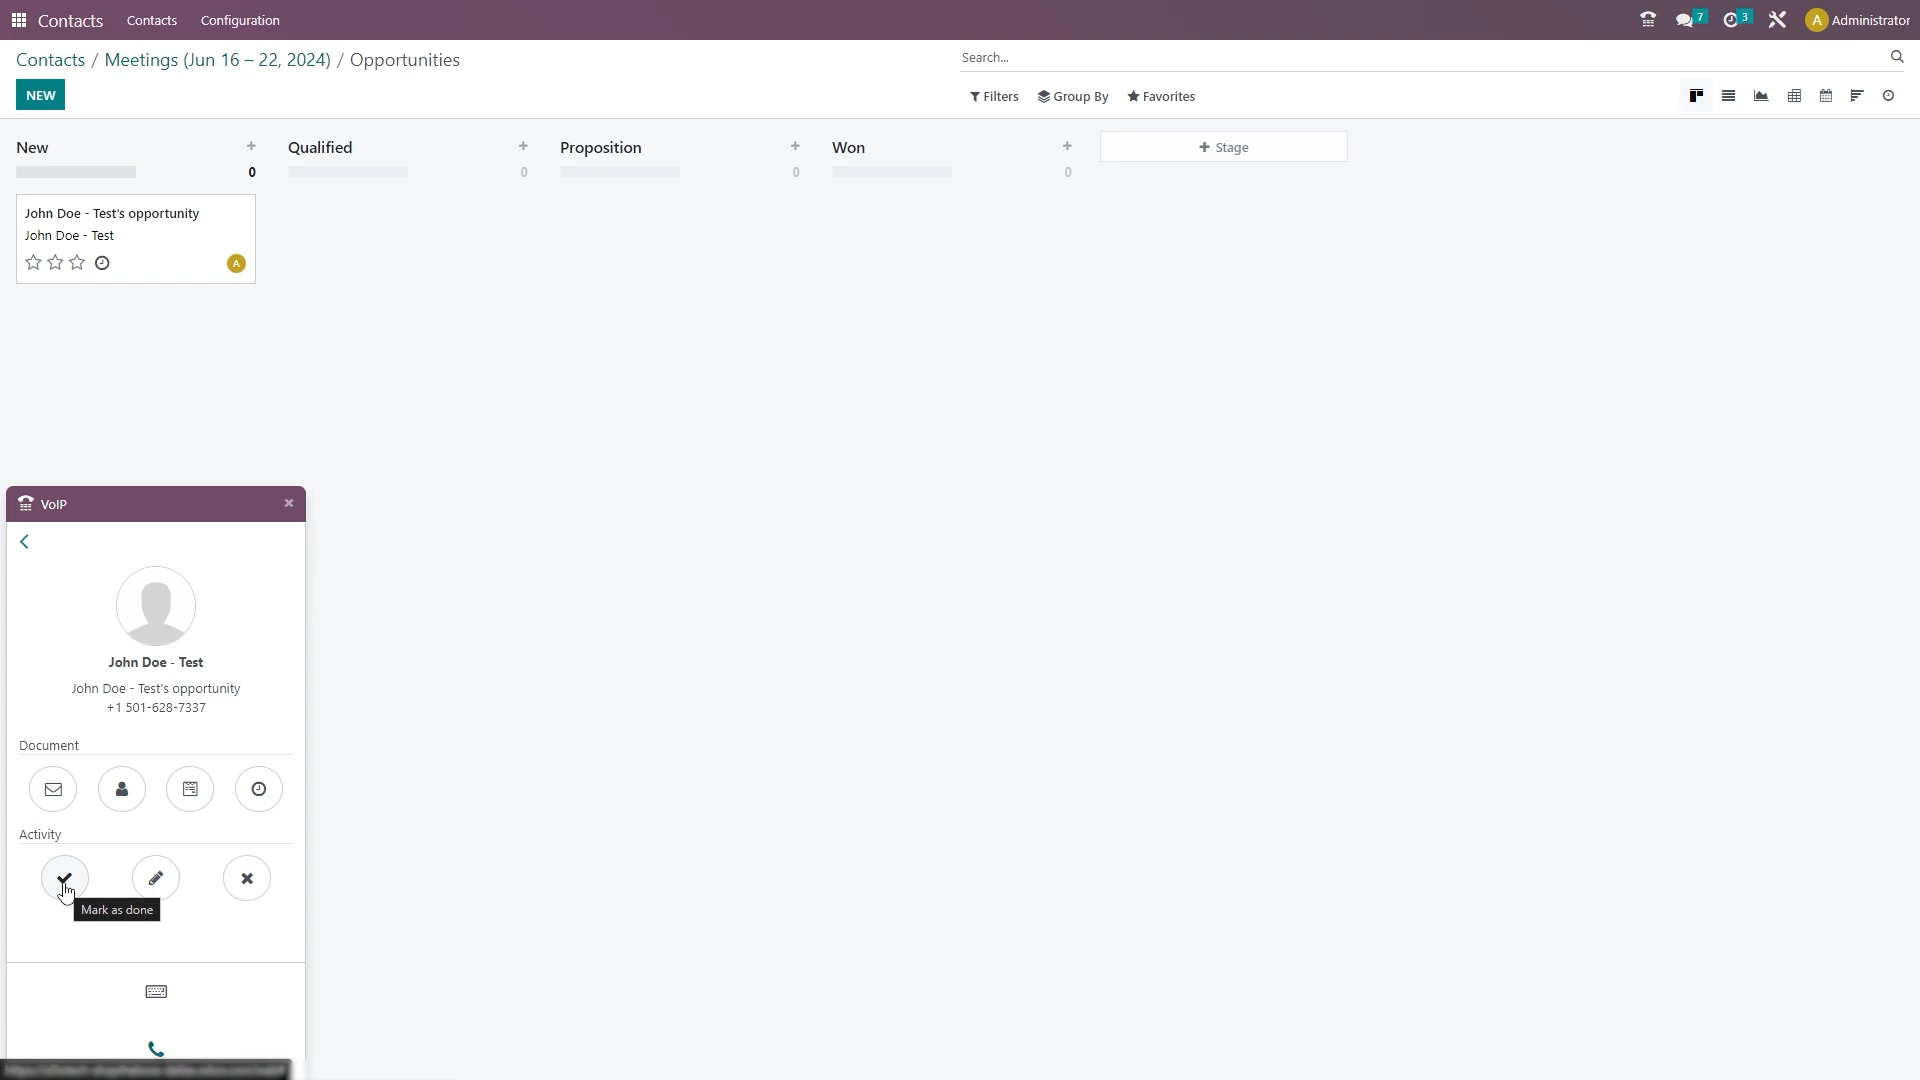 Contacts Contacts Configuration 7 3 A Administrator
Contacts / Meetings (Jun 16 – 22, 2024) / Opportunities
Search...
NEW
Filters Group By Favorites
New + Qualified + Proposition + Won + + Stage
0 0 0 0
John Doe - Test's opportunity
John Doe - Test
A
VoIP
John Doe - Test
John Doe - Test's opportunity
+1 501-628-7337
Document
Activity
Mark as done